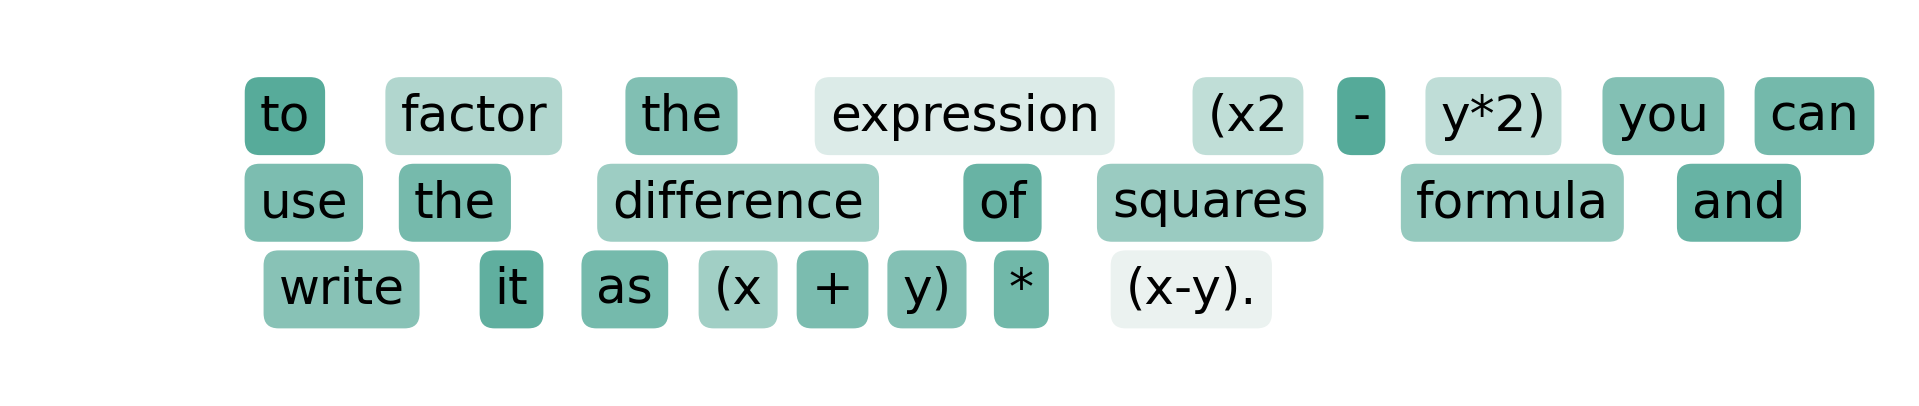 to factor the expression (x2 - y*2) you can
use the difference of squares formula and
write it as (x + y) * (x-y).